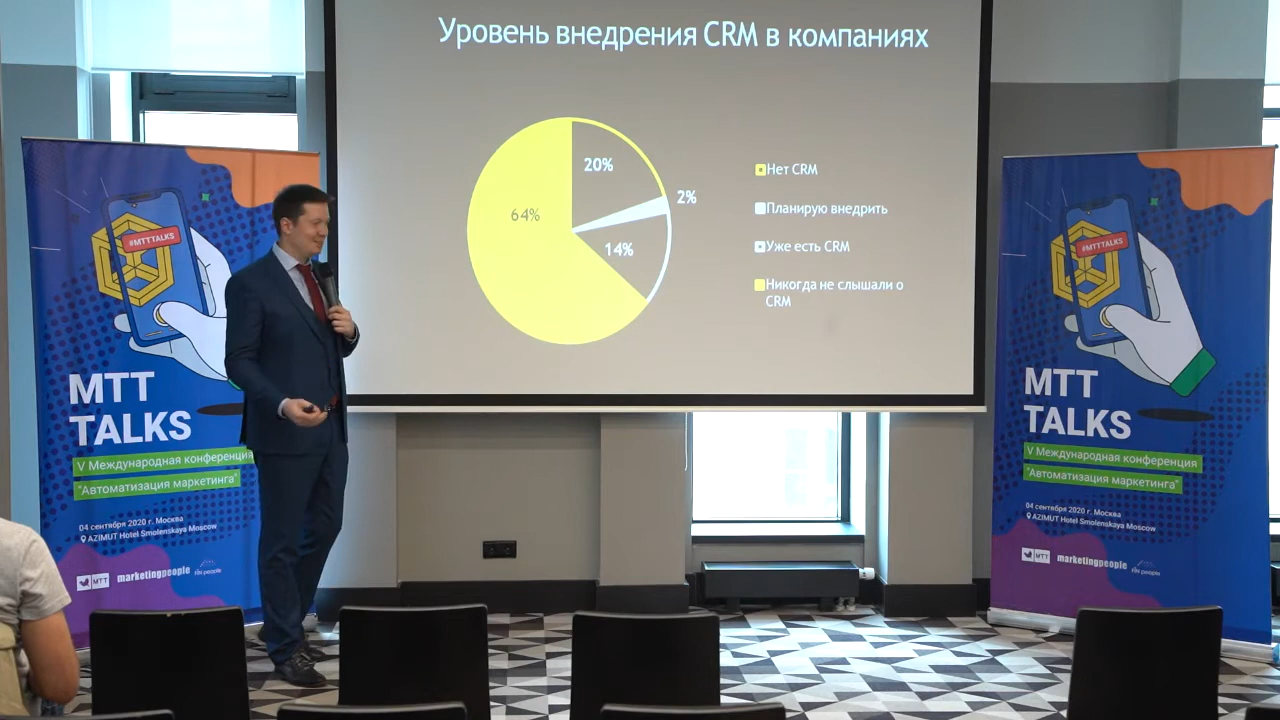 Уровень внедрения CRM в компаниях
20%
2%
64%
14%
Нет CRM
Планирую внедрить
Уже есть CRM
Никогда не слышали о
CRM
#MTTTALKS
MTT
TALKS
V Международная конференция
"Автоматизация маркетинга"
04 сентября 2020 г. Москва
AZIMUT Hotel Smolenskaya Moscow
MTT
marketingpeople
#MTTTALKS
MTT
TALKS
V Международная конференция
"Автоматизация маркетинга"
04 сентября 2020 г. Москва
AZIMUT Hotel Smolenskaya Moscow
MTT
marketingpeople